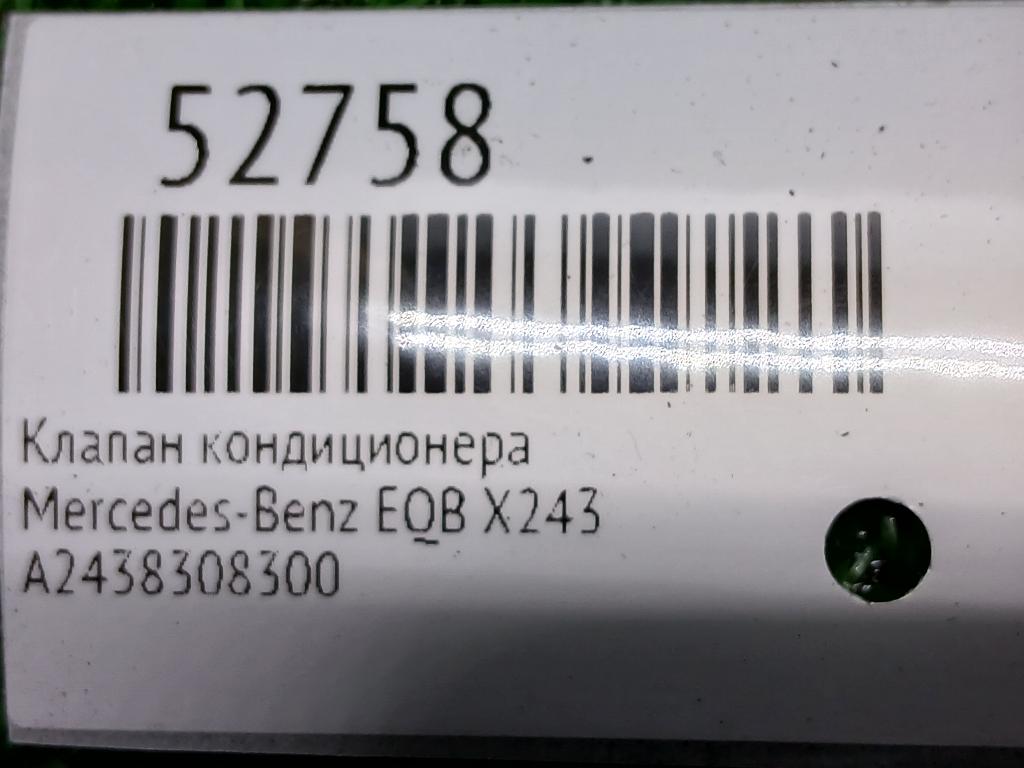 52758
Клапан кондиционера
Mercedes-Benz EQB X243
A2438308300